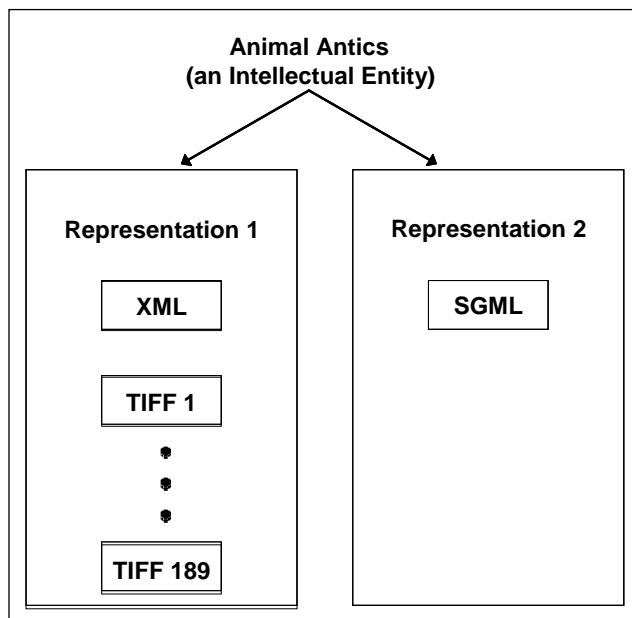 Animal Antics
(an Intellectual Entity)
Representation 1
XML
TIFF 1
TIFF 189
Representation 2
SGML